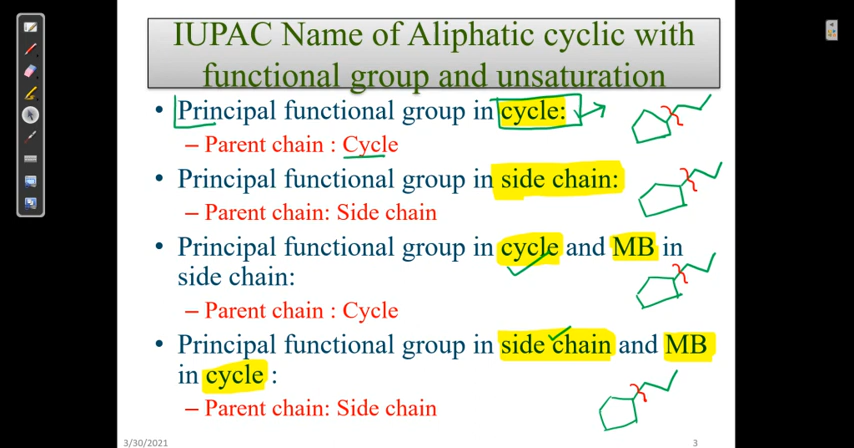 IUPAC Name of Aliphatic cyclic with
functional group and unsaturation
• Principal functional group in cycle:
– Parent chain : Cycle
• Principal functional group in side chain:
– Parent chain: Side chain
• Principal functional group in cycle and MB in
side chain:
– Parent chain : Cycle
• Principal functional group in side chain and MB
in cycle :
– Parent chain: Side chain
3/30/2021
3